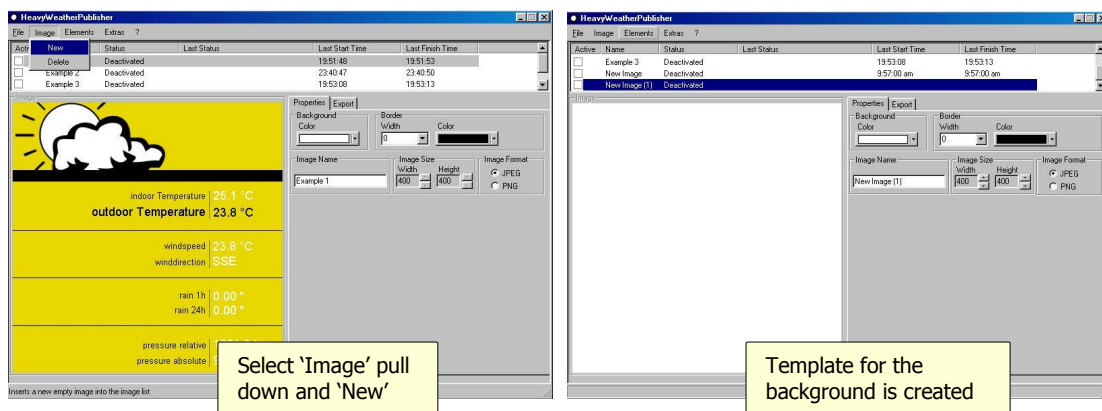 HeavyWeatherPublisher
File Image Elements Extras ?
New
Delete
Status Last Status Last Start Time Last Finish Time
Deactivated 19:51:48 19:51:53
Example 2 Deactivated 23:40:47 23:40:50
Example 3 Deactivated 19:53:08 19:53:13
Image
Properties Export
Background Border
Color Width Color
0
Image Name Image Size Image Format
Width Height
Example 1 400 400 JPEG
PNG
indoor Temperature 25.1 °C
outdoor Temperature 23.8 °C
windspeed 23.8 °C
winddirection SSE
rain 1h 0.00 "
rain 24h 0.00 "
pressure relative
pressure absolute
Inserts a new empty image into the image list
Select ‘Image’ pull
down and ‘New’
HeavyWeatherPublisher
File Image Elements Extras ?
Active Name Status Last Status Last Start Time Last Finish Time
Example 3 Deactivated 19:53:08 19:53:13
New Image Deactivated 9:57:00 am 9:57:00 am
New Image (1) Deactivated
Image
Properties Export
Background Border
Color Width Color
0
Image Name Image Size Image Format
Width Height
New Image (1) 400 400 JPEG
PNG
Template for the
background is created